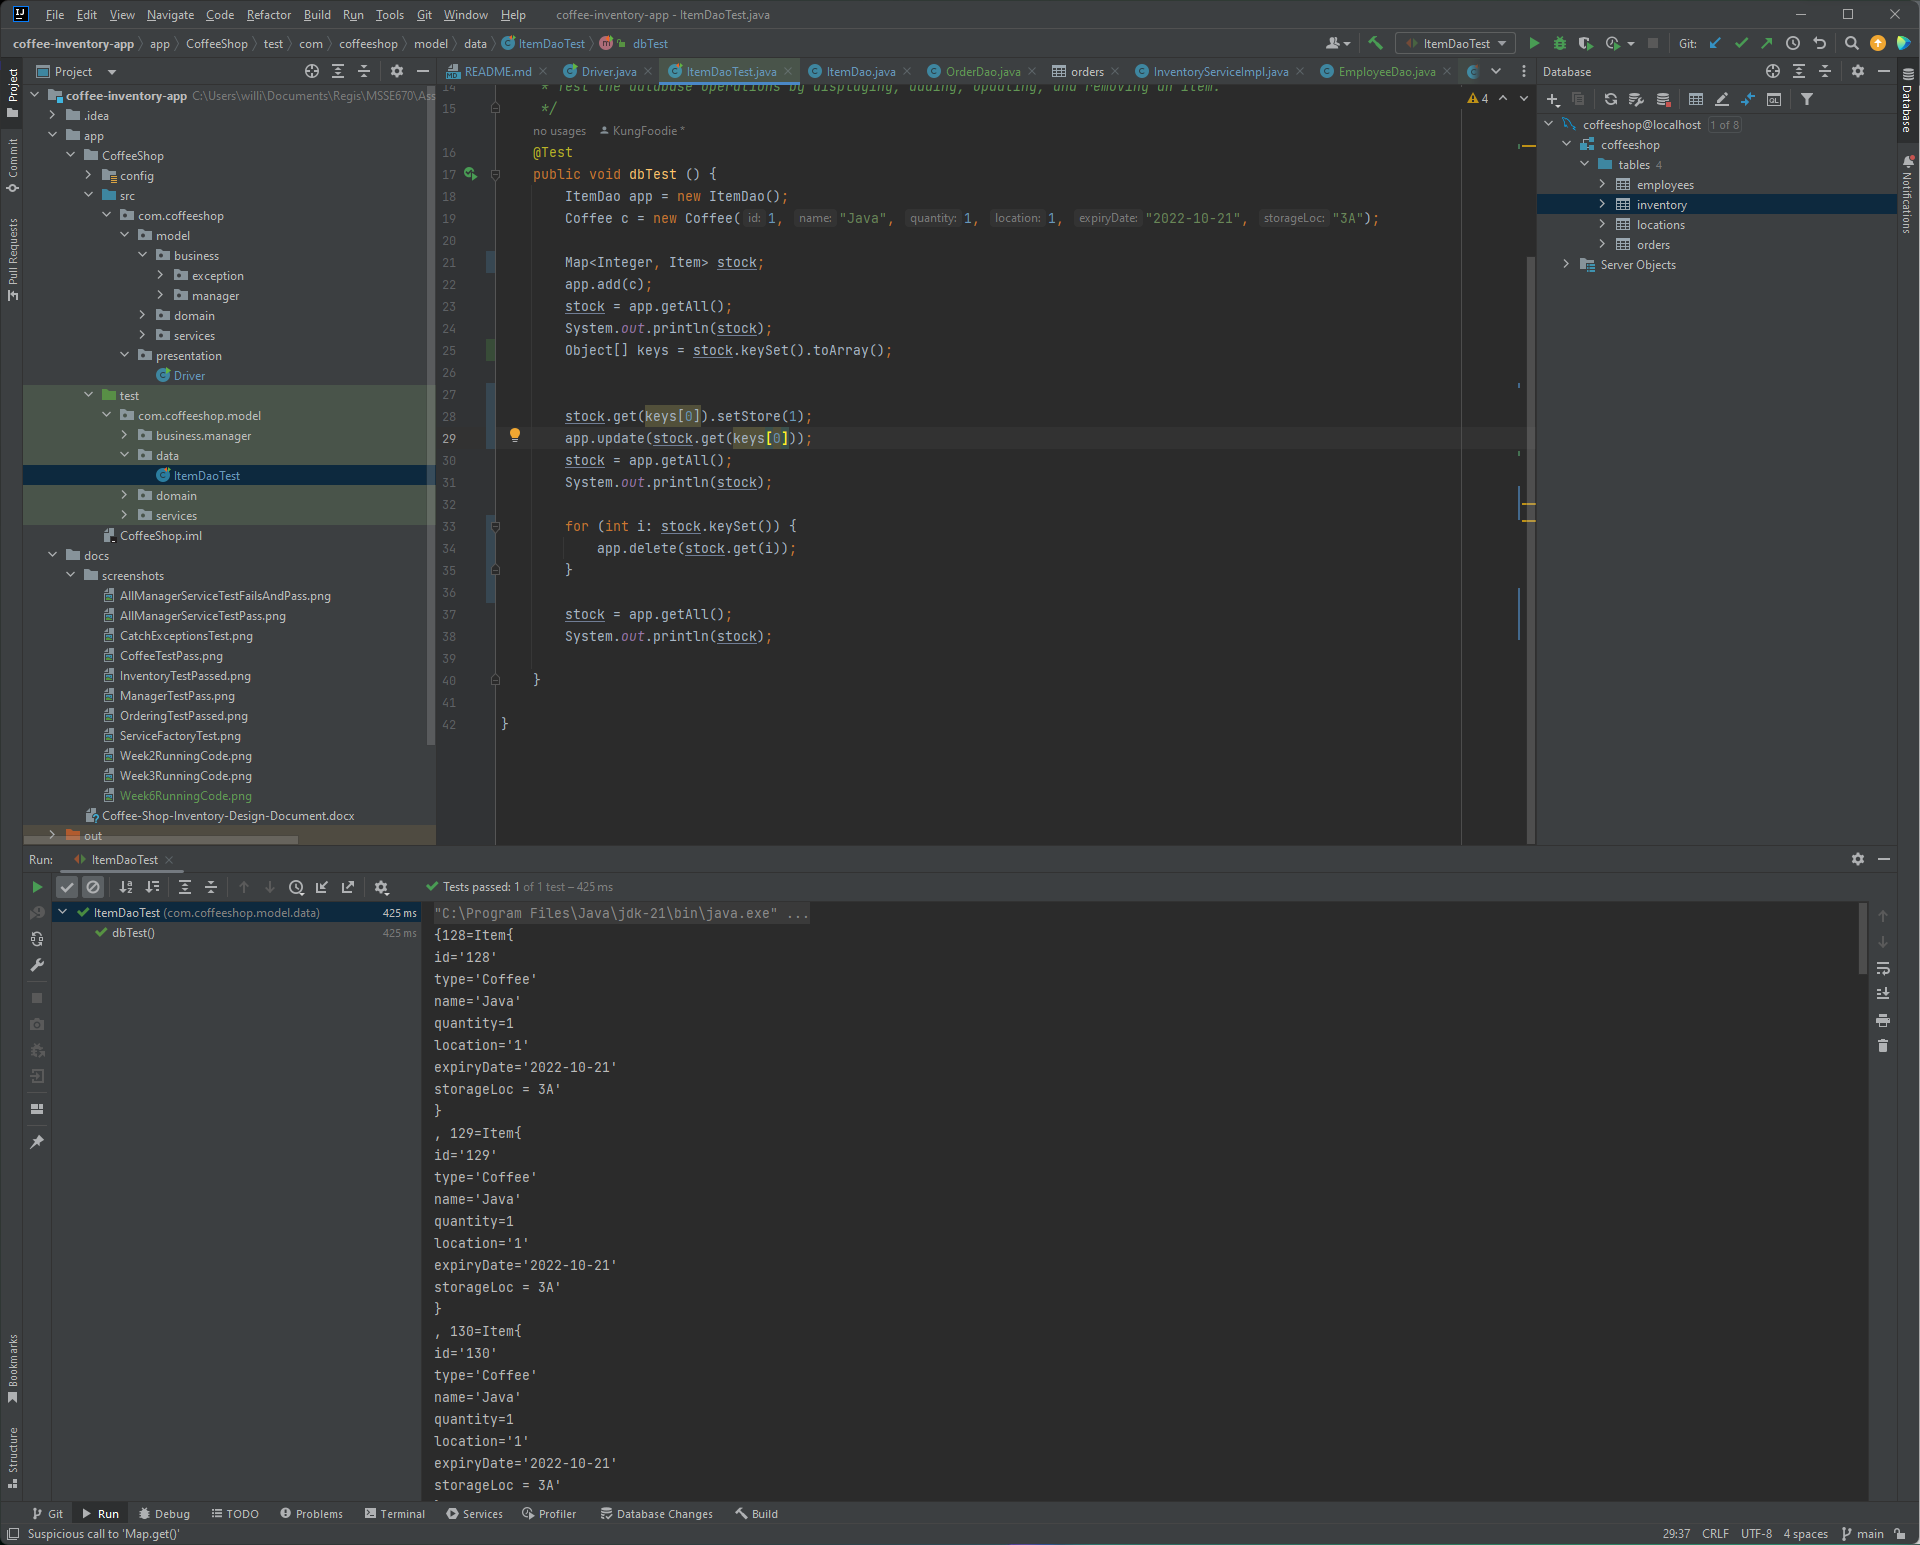 File Edit View Navigate Code Refactor Build Run Tools Git Window Help coffee-inventory-app - ItemDaoTest.java
coffee-inventory-app app CoffeeShop test com coffeeshop model data ItemDaoTest dbTest ItemDaoTest Git:
Project
README.md Driver.java ItemDaoTest.java ItemDao.java OrderDao.java orders InventoryServiceImpl.java EmployeeDao.java
Database
Project
Commit
Pull Requests
Bookmarks
Structure
Database
Notifications
coffee-inventory-app C:\Users\willi\Documents\Regis\MSSE670\Ass
.idea
app
CoffeeShop
config
src
com.coffeeshop
model
business
exception
manager
domain
services
presentation
Driver
test
com.coffeeshop.model
business.manager
data
ItemDaoTest
domain
services
CoffeeShop.iml
docs
screenshots
AllManagerServiceTestFailsAndPass.png
AllManagerServiceTestPass.png
CatchExceptionsTest.png
CoffeeTestPass.png
InventoryTestPassed.png
ManagerTestPass.png
OrderingTestPassed.png
ServiceFactoryTest.png
Week2RunningCode.png
Week3RunningCode.png
Week6RunningCode.png
Coffee-Shop-Inventory-Design-Document.docx
out
14 * Test the database operations by displaying, adding, updating, and removing an item.
4
15 */
no usages KungFoodie *
16 @Test
17 public void dbTest () {
18 ItemDao app = new ItemDao();
19 Coffee c = new Coffee( id: 1, name: "Java", quantity: 1, location: 1, expiryDate: "2022-10-21", storageLoc: "3A");
20
21 Map<Integer, Item> stock;
22 app.add(c);
23 stock = app.getAll();
24 System.out.println(stock);
25 Object[] keys = stock.keySet().toArray();
26
27
28 stock.get(keys[0]).setStore(1);
29 app.update(stock.get(keys[0]));
30 stock = app.getAll();
31 System.out.println(stock);
32
33 for (int i: stock.keySet()) {
34 app.delete(stock.get(i));
35 }
36
37 stock = app.getAll();
38 System.out.println(stock);
39
40 }
41
42 }
coffeeshop@localhost 1 of 8
coffeeshop
tables 4
employees
inventory
locations
orders
Server Objects
Run: ItemDaoTest
Tests passed: 1 of 1 test – 425 ms
ItemDaoTest (com.coffeeshop.model.data) 425 ms
dbTest() 425 ms
"C:\Program Files\Java\jdk-21\bin\java.exe" ...
{128=Item{
id='128'
type='Coffee'
name='Java'
quantity=1
location='1'
expiryDate='2022-10-21'
storageLoc = 3A'
}
, 129=Item{
id='129'
type='Coffee'
name='Java'
quantity=1
location='1'
expiryDate='2022-10-21'
storageLoc = 3A'
}
, 130=Item{
id='130'
type='Coffee'
name='Java'
quantity=1
location='1'
expiryDate='2022-10-21'
storageLoc = 3A'
Git Run Debug TODO Problems Terminal Services Profiler Database Changes Build
Suspicious call to 'Map.get()'
29:37 CRLF UTF-8 4 spaces main